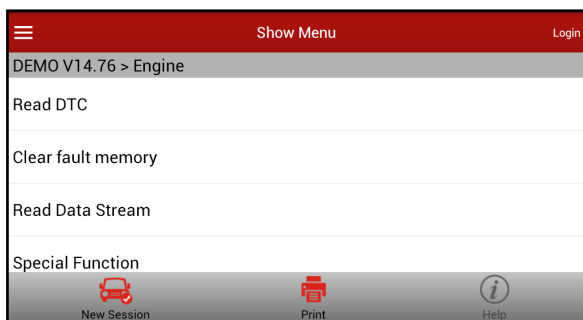 Show Menu
Login
DEMO V14.76 > Engine
Read DTC
Clear fault memory
Read Data Stream
Special Function
New Session
Print
Help